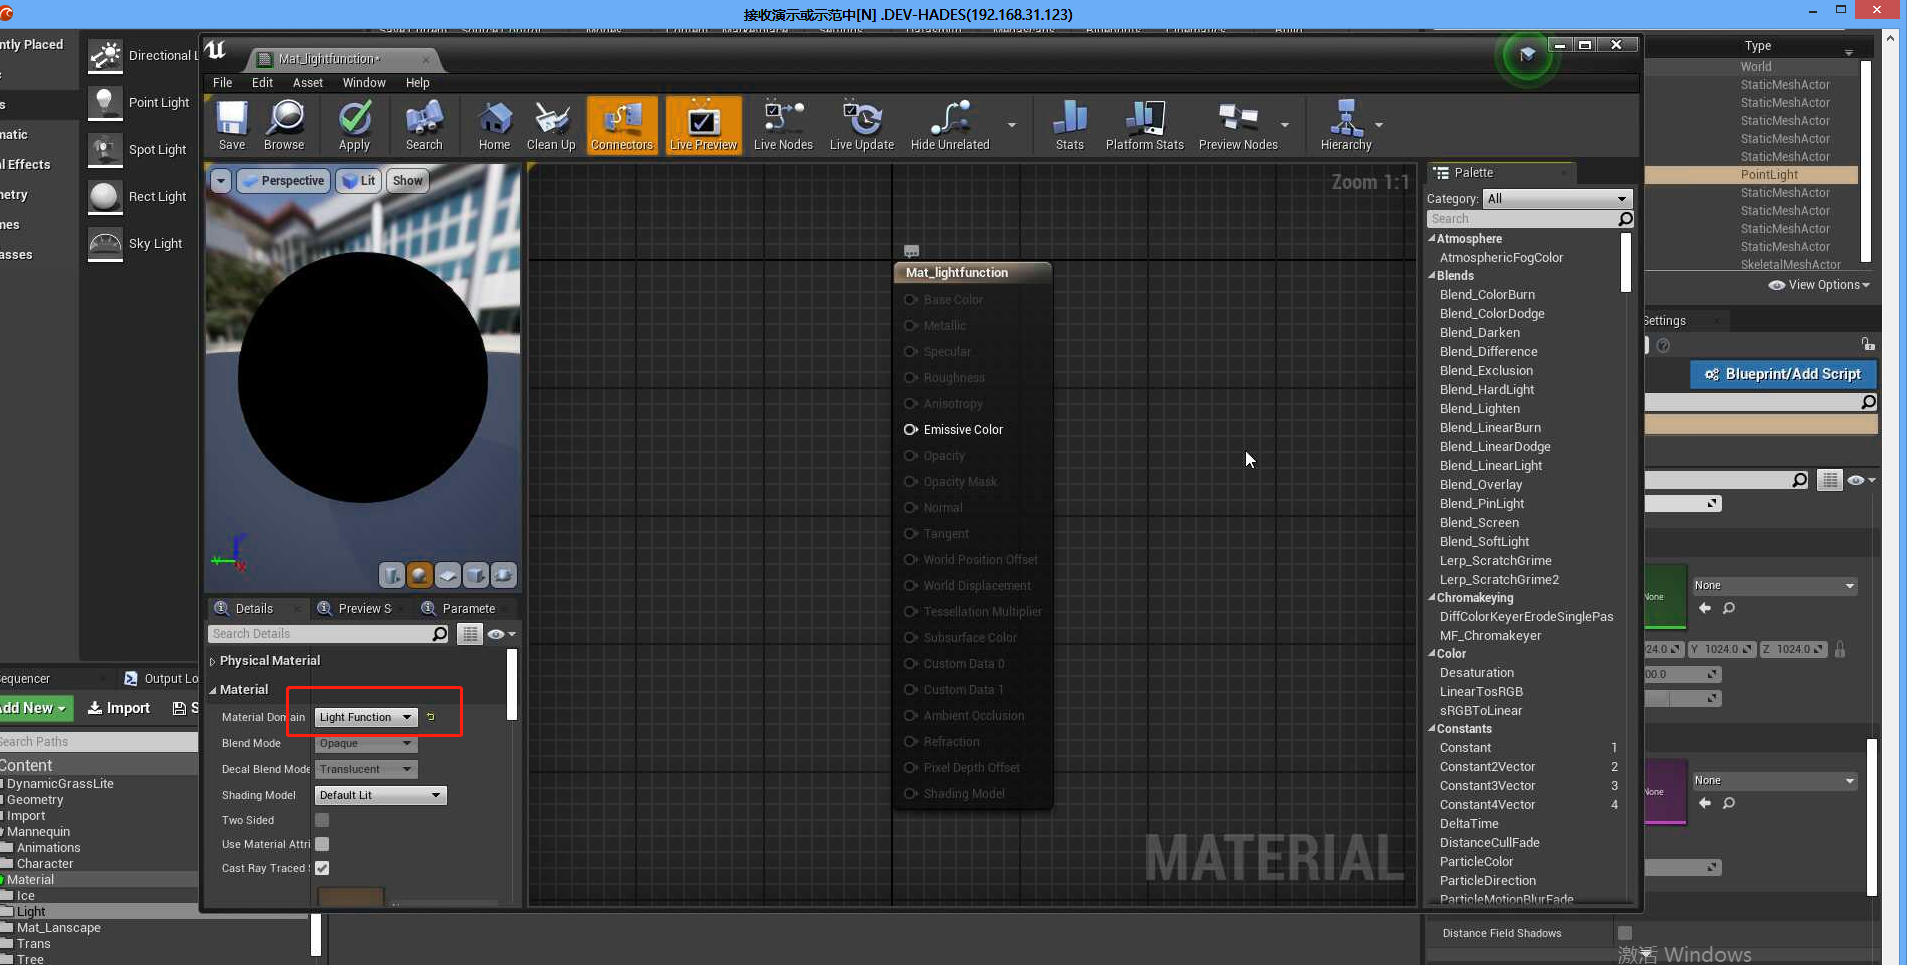 接收演示或示范中[N] .DEV-HADES(192.168.31.123)
ntly Placed
matic
l Effects
metry
mes
asses
Directional L
Point Light
Spot Light
Rect Light
Sky Light
Mat_lightfunction*
File Edit Asset Window Help
Save Browse Apply Search Home Clean Up Connectors Live Preview Live Nodes Live Update Hide Unrelated Stats Platform Stats Preview Nodes Hierarchy
Perspective Lit Show
Zoom 1:1
Mat_lightfunction
Base Color
Metallic
Specular
Roughness
Anisotropy
Emissive Color
Opacity
Opacity Mask
Normal
Tangent
World Position Offset
World Displacement
Tessellation Multiplier
Subsurface Color
Custom Data 0
Custom Data 1
Ambient Occlusion
Refraction
Pixel Depth Offset
Shading Model
MATERIAL
Details Preview S Paramete
Search Details
Physical Material
Material
Material Domain Light Function
Blend Mode Opaque
Decal Blend Mode Translucent
Shading Model Default Lit
Two Sided
Use Material Attri
Cast Ray Traced S
Palette
Category: All
Search
Atmosphere
AtmosphericFogColor
Blends
Blend_ColorBurn
Blend_ColorDodge
Blend_Darken
Blend_Difference
Blend_Exclusion
Blend_HardLight
Blend_Lighten
Blend_LinearBurn
Blend_LinearDodge
Blend_LinearLight
Blend_Overlay
Blend_PinLight
Blend_Screen
Blend_SoftLight
Lerp_ScratchGrime
Lerp_ScratchGrime2
Chromakeying
DiffColorKeyerErodeSinglePas
MF_Chromakeyer
Color
Desaturation
LinearTosRGB
sRGBToLinear
Constants
Constant 1
Constant2Vector 2
Constant3Vector 3
Constant4Vector 4
DeltaTime
DistanceCullFade
ParticleColor
ParticleDirection
ParticleMotionBlurFade
Type
World
StaticMeshActor
StaticMeshActor
StaticMeshActor
StaticMeshActor
StaticMeshActor
PointLight
StaticMeshActor
StaticMeshActor
StaticMeshActor
StaticMeshActor
SkeletalMeshActor
View Options
Settings
Blueprint/Add Script
None None
24.0 Y 1024.0 Z 1024.0
00.0
None None
Distance Field Shadows
激活 Windows
equencer Output Lo
Add New Import S
Search Paths
Content
DynamicGrassLite
Geometry
Import
Mannequin
Animations
Character
Material
Ice
Light
Mat_Lanscape
Trans
Tree